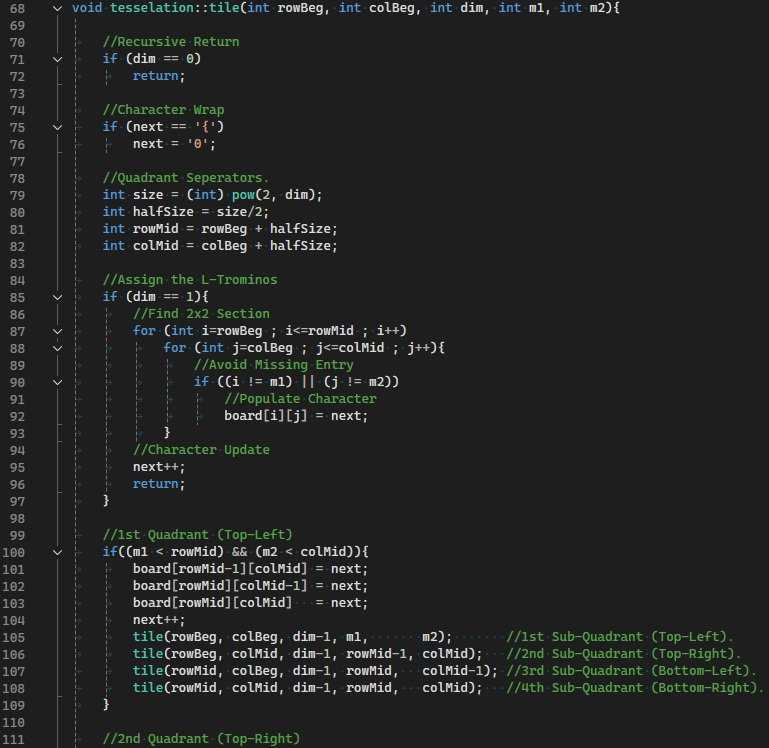 68 void tesselation::tile(int rowBeg, int colBeg, int dim, int m1, int m2){
69
70     //Recursive Return
71     if (dim == 0)
72         return;
73
74     //Character Wrap
75     if (next == '{')
76         next = '0';
77
78     //Quadrant Seperators.
79     int size = (int) pow(2, dim);
80     int halfSize = size/2;
81     int rowMid = rowBeg + halfSize;
82     int colMid = colBeg + halfSize;
83
84     //Assign the L-Trominos
85     if (dim == 1){
86         //Find 2x2 Section
87         for (int i=rowBeg ; i<=rowMid ; i++)
88             for (int j=colBeg ; j<=colMid ; j++){
89                 //Avoid Missing Entry
90                 if ((i != m1) || (j != m2))
91                     //Populate Character
92                     board[i][j] = next;
93             }
94         //Character Update
95         next++;
96         return;
97     }
98
99     //1st Quadrant (Top-Left)
100     if((m1 < rowMid) && (m2 < colMid)){
101         board[rowMid-1][colMid] = next;
102         board[rowMid][colMid-1] = next;
103         board[rowMid][colMid]   = next;
104         next++;
105         tile(rowBeg, colBeg, dim-1, m1,       m2);       //1st Sub-Quadrant (Top-Left).
106         tile(rowBeg, colMid, dim-1, rowMid-1, colMid);   //2nd Sub-Quadrant (Top-Right).
107         tile(rowMid, colBeg, dim-1, rowMid,   colMid-1); //3rd Sub-Quadrant (Bottom-Left).
108         tile(rowMid, colMid, dim-1, rowMid,   colMid);   //4th Sub-Quadrant (Bottom-Right).
109     }
110
111     //2nd Quadrant (Top-Right)